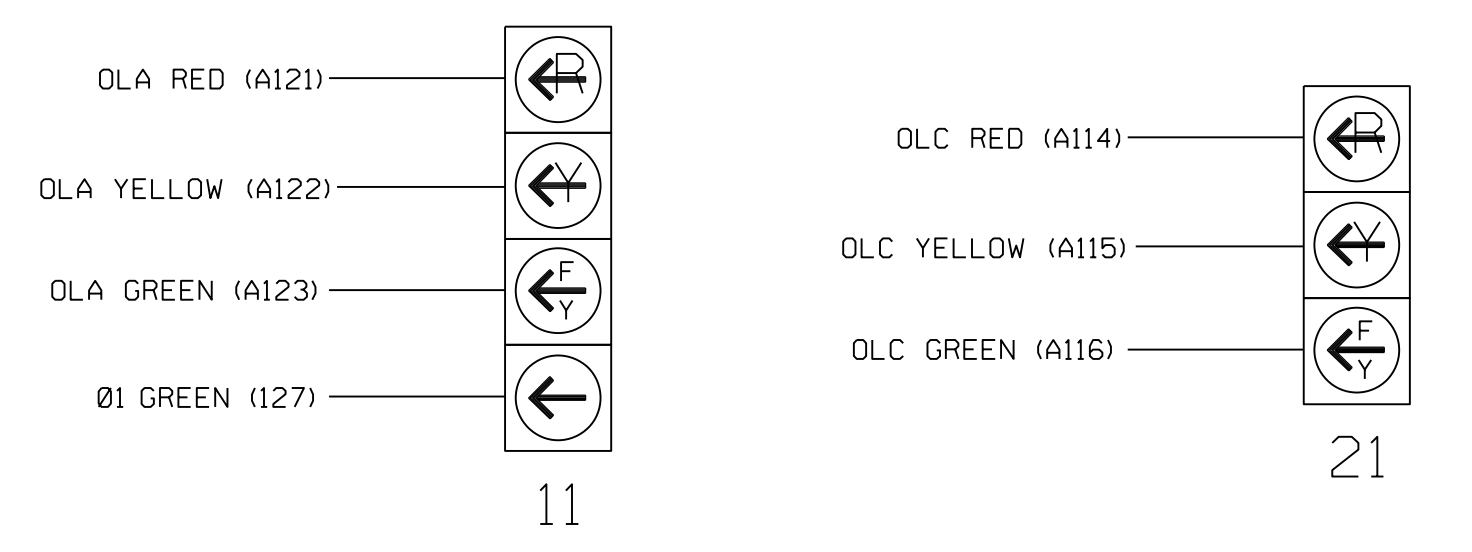 OLA RED (A121)
R
OLA YELLOW (A122)
Y
OLA GREEN (A123)
F
Y
Ø1 GREEN (127)
11
OLC RED (A114)
R
OLC YELLOW (A115)
Y
OLC GREEN (A116)
F
Y
21